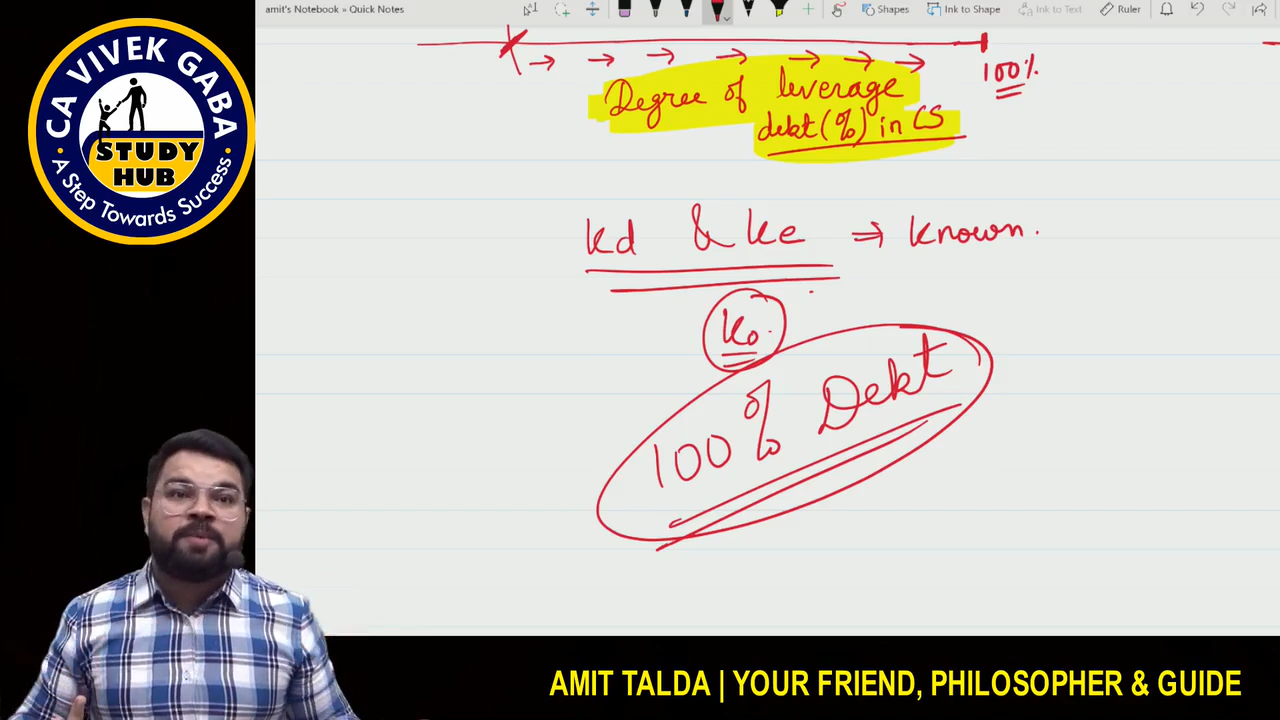 amit's Notebook » Quick Notes
Shapes
Ink to Shape
Ink to Text
Ruler
CA VIVEK GABA
STUDY
HUB
A Step Towards Success
100%
Degree of leverage
debt (%) in CS
kd & ke ⇒ known.
ko.
100% Debt
AMIT TALDA | YOUR FRIEND, PHILOSOPHER & GUIDE